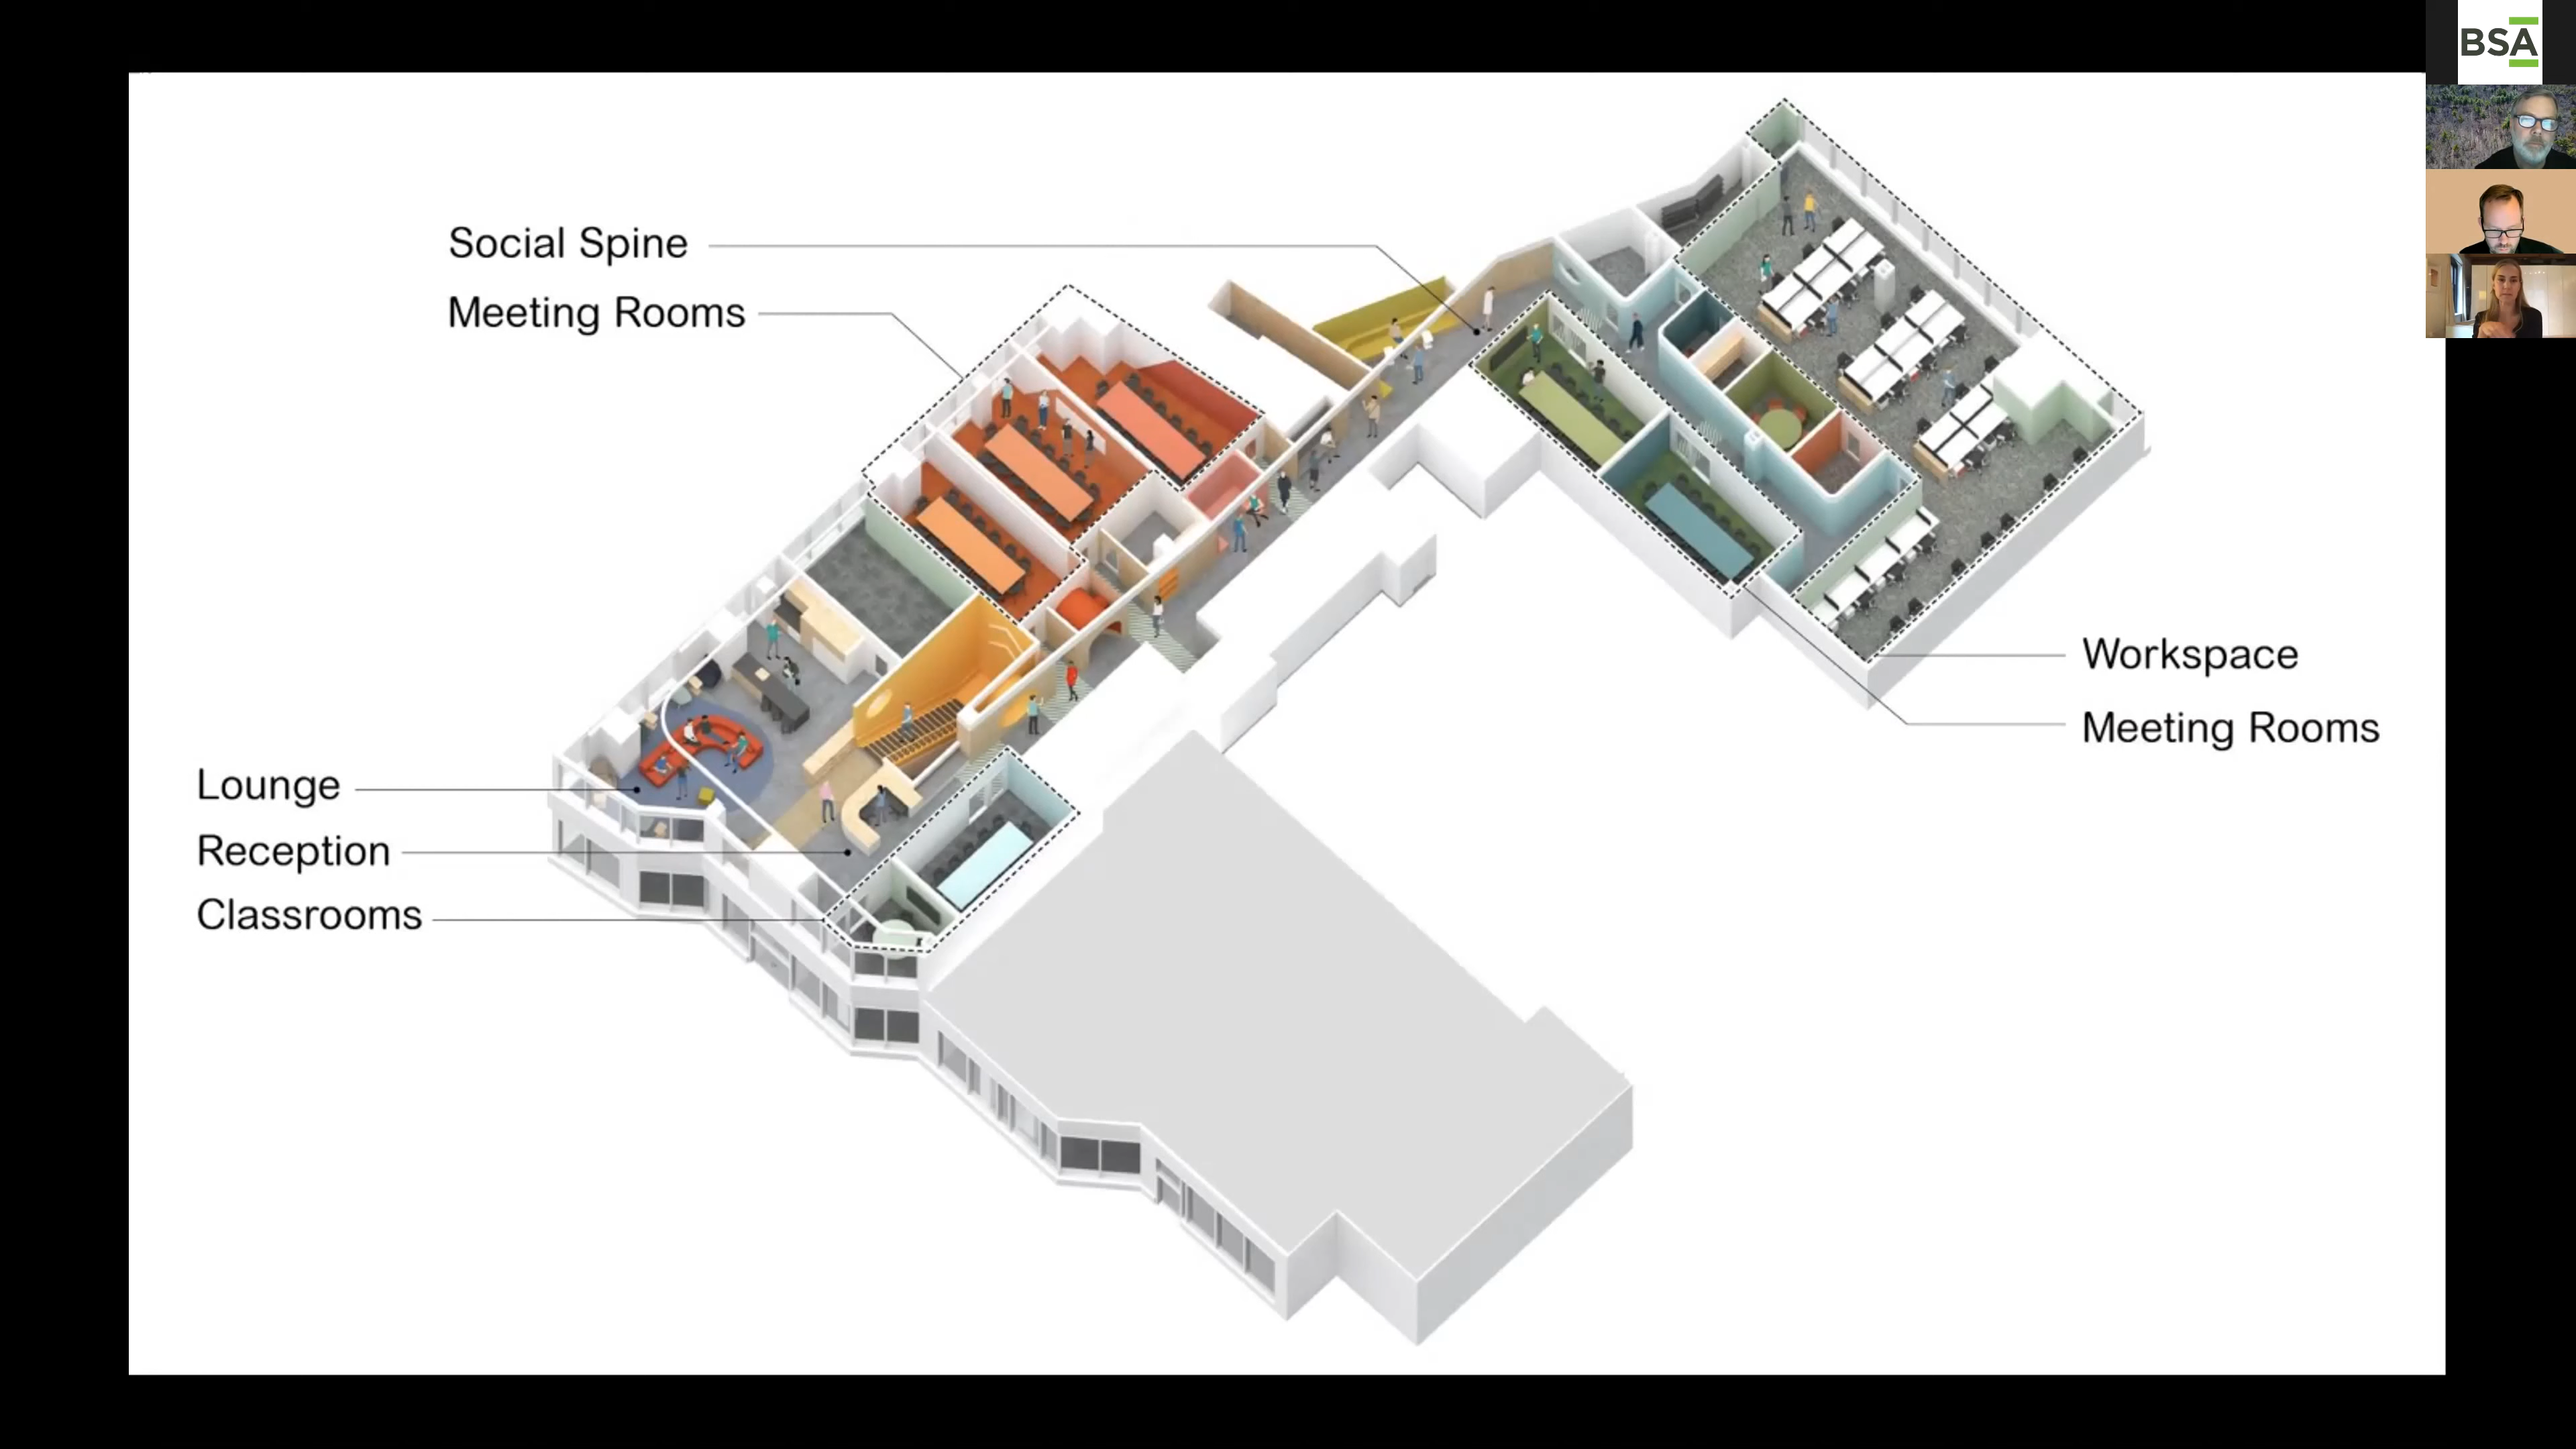 BSA
Social Spine
Meeting Rooms
Workspace
Meeting Rooms
Lounge
Reception
Classrooms